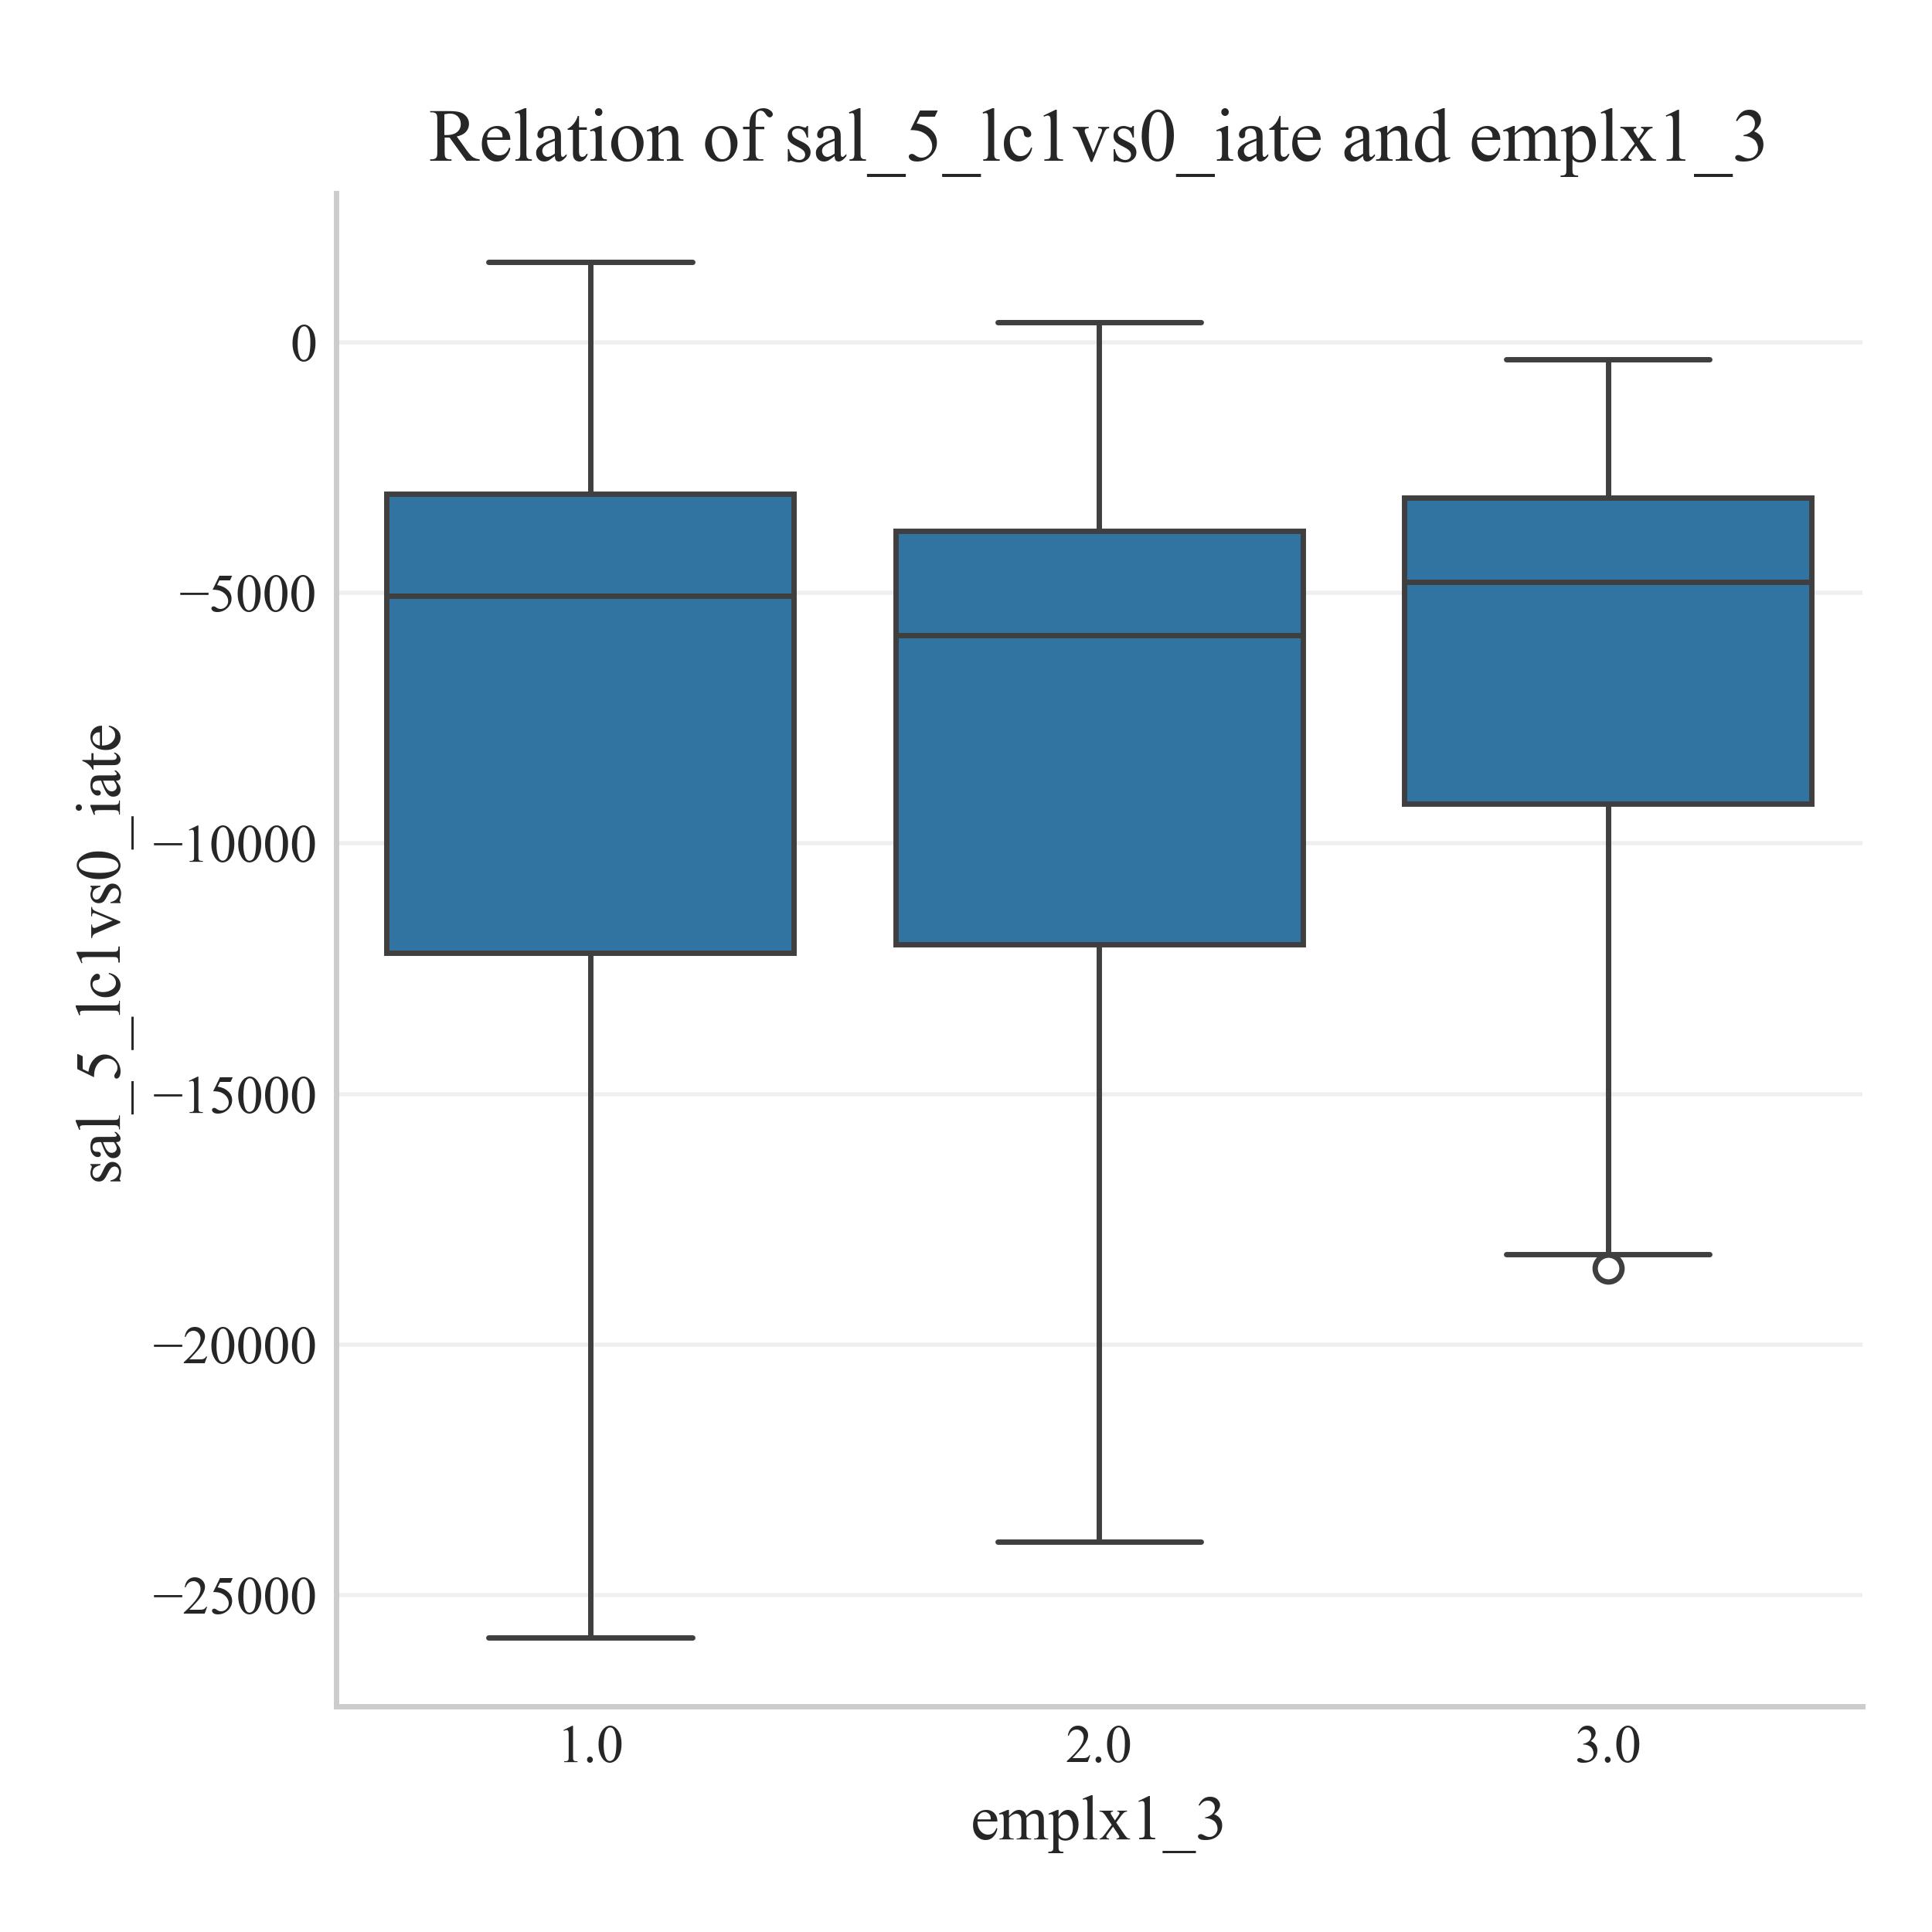 Relation of sal_5_lc1vs0_iate and emplx1_3
sal_5_lc1vs0_iate
0
−5000
−10000
−15000
−20000
−25000
1.0 2.0 3.0
emplx1_3